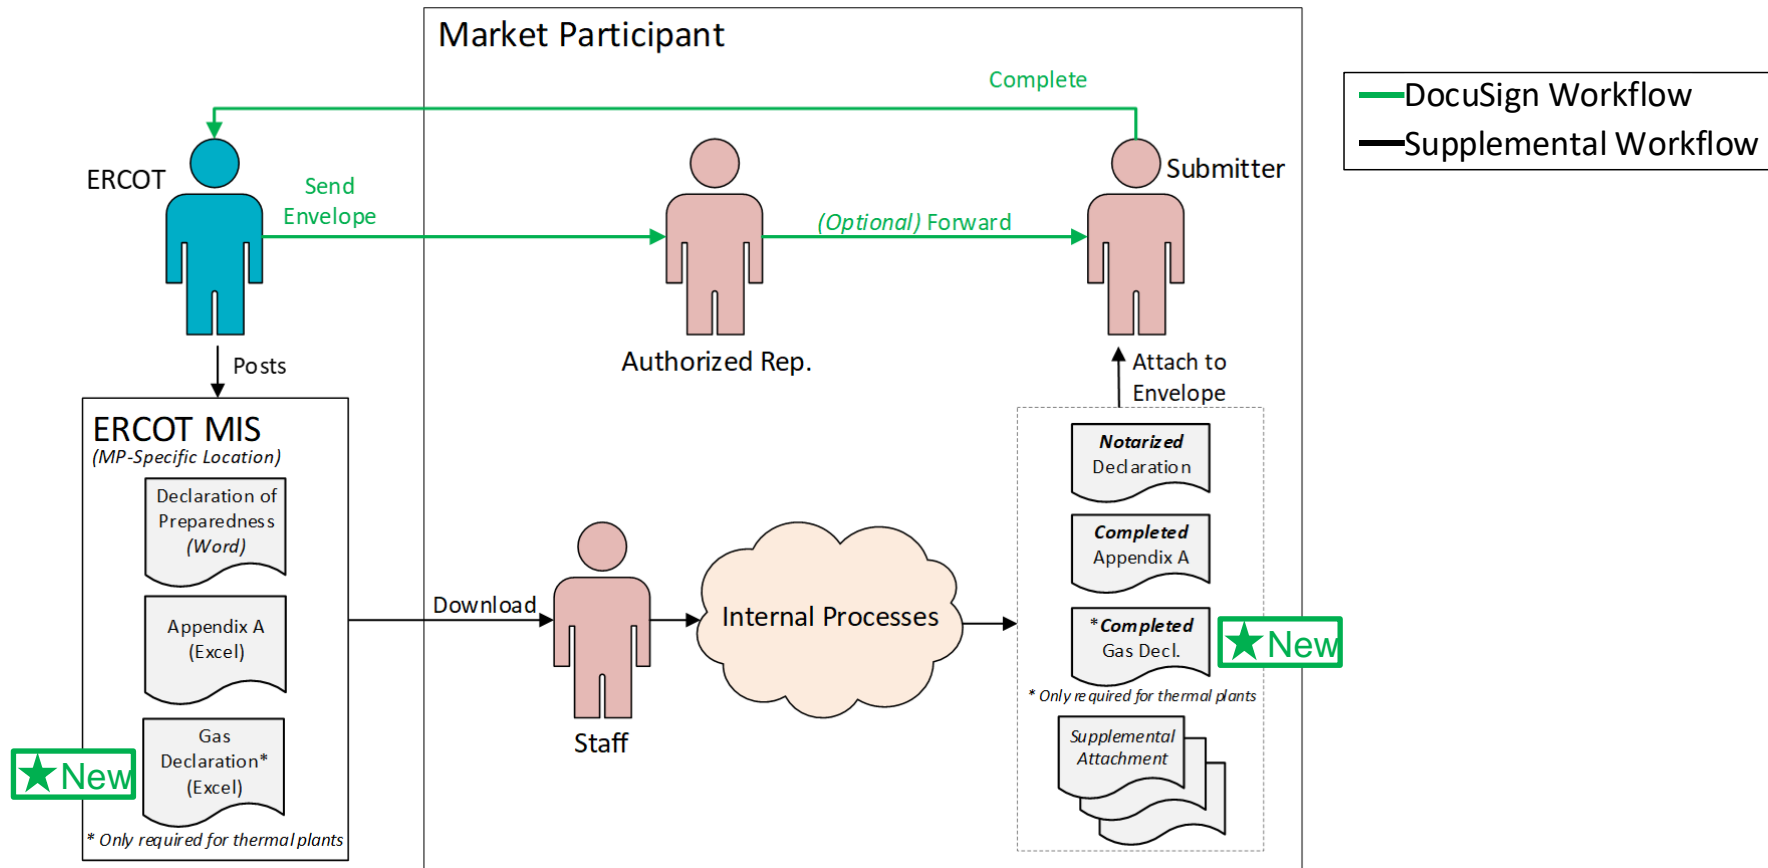 Market Participant
Complete
DocuSign Workflow
Supplemental Workflow
ERCOT
Send
Envelope
(Optional) Forward
Submitter
Authorized Rep.
Posts
Attach to
Envelope
ERCOT MIS
(MP-Specific Location)
Declaration of
Preparedness
(Word)
Appendix A
(Excel)
Gas
Declaration*
(Excel)
* Only required for thermal plants
New
Download
Staff
Internal Processes
Notarized
Declaration
Completed
Appendix A
*Completed
Gas Decl.
New
* Only required for thermal plants
Supplemental
Attachment